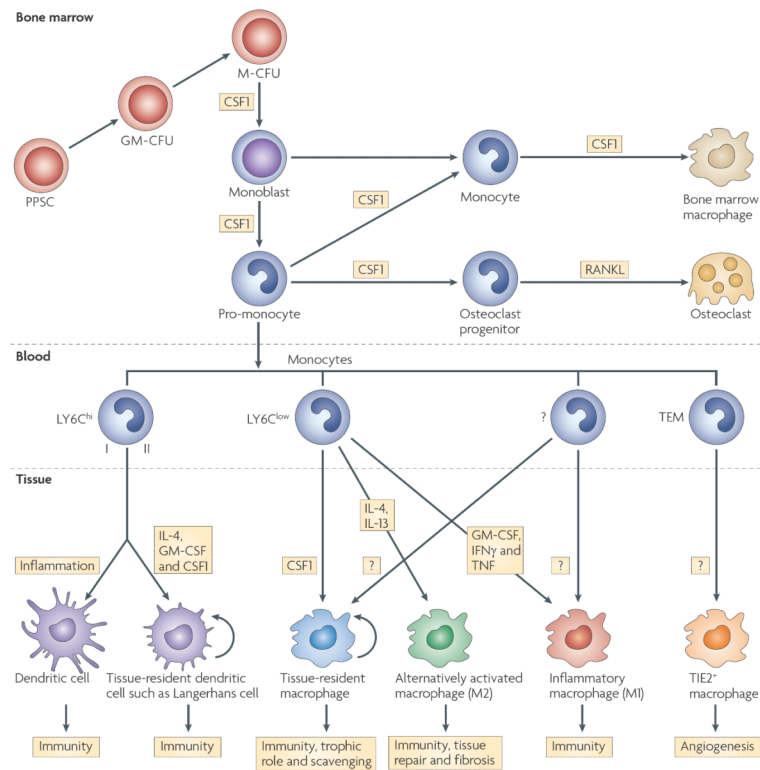 Bone marrow
M-CFU
CSF1
GM-CFU
PPSC
Monoblast
Monocyte
CSF1
Bone marrow
macrophage
CSF1
CSF1
CSF1
RANKL
Pro-monocyte
Osteoclast
progenitor
Osteoclast
Blood
Monocytes
LY6Chi
I II
LY6Clow
?
TEM
Tissue
Inflammation
IL-4,
GM-CSF
and CSF1
CSF1
IL-4,
IL-13
?
GM-CSF,
IFNγ and
TNF
?
?
Dendritic cell
Tissue-resident dendritic
cell such as Langerhans cell
Tissue-resident
macrophage
Alternatively activated
macrophage (M2)
Inflammatory
macrophage (M1)
TIE2+
macrophage
Immunity
Immunity
Immunity, trophic
role and scavenging
Immunity, tissue
repair and fibrosis
Immunity
Angiogenesis